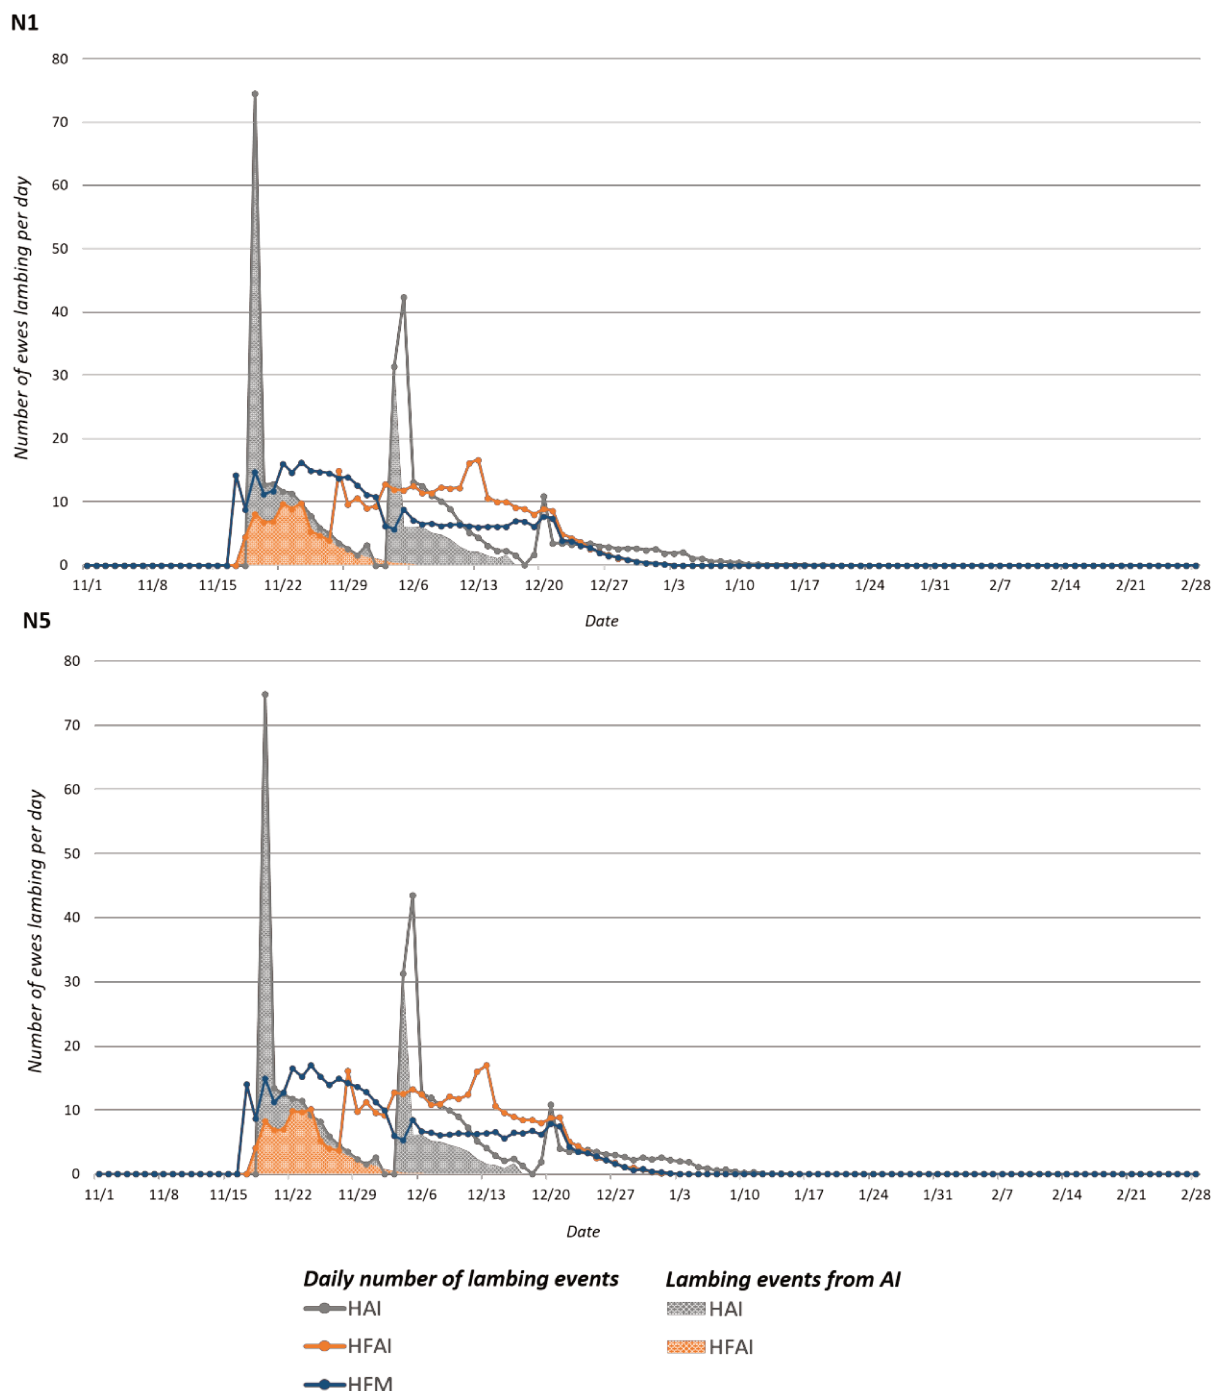 N1
Number of ewes lambing per day
80
70
60
50
40
30
20
10
0
11/1 11/8 11/15 11/22 11/29 12/6 12/13 12/20 12/27 1/3 1/10 1/17 1/24 1/31 2/7 2/14 2/21 2/28
Date
N5
Number of ewes lambing per day
80
70
60
50
40
30
20
10
0
11/1 11/8 11/15 11/22 11/29 12/6 12/13 12/20 12/27 1/3 1/10 1/17 1/24 1/31 2/7 2/14 2/21 2/28
Date
Daily number of lambing events
HAI
HFAI
HFM
Lambing events from AI
HAI
HFAI